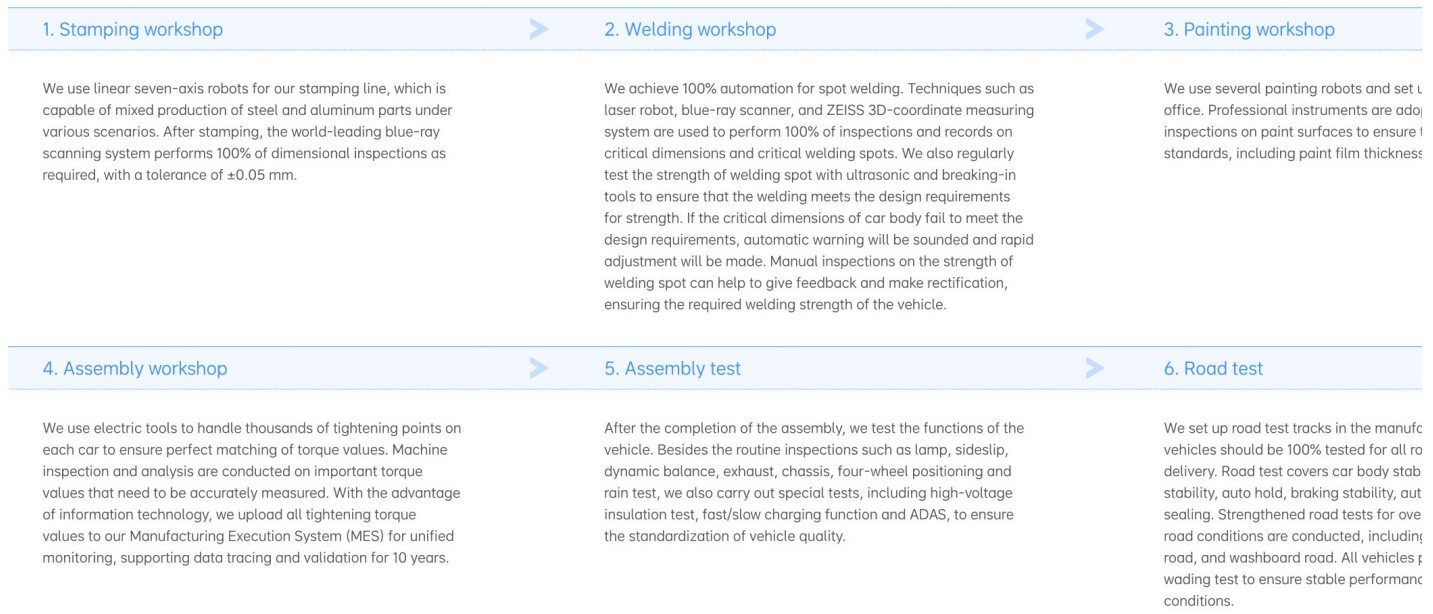 1. Stamping workshop
We use linear seven-axis robots for our stamping line, which is
capable of mixed production of steel and aluminum parts under
various scenarios. After stamping, the world-leading blue-ray
scanning system performs 100% of dimensional inspections as
required, with a tolerance of ±0.05 mm.
2. Welding workshop
We achieve 100% automation for spot welding. Techniques such as
laser robot, blue-ray scanner, and ZEISS 3D-coordinate measuring
system are used to perform 100% of inspections and records on
critical dimensions and critical welding spots. We also regularly
test the strength of welding spot with ultrasonic and breaking-in
tools to ensure that the welding meets the design requirements
for strength. If the critical dimensions of car body fail to meet the
design requirements, automatic warning will be sounded and rapid
adjustment will be made. Manual inspections on the strength of
welding spot can help to give feedback and make rectification,
ensuring the required welding strength of the vehicle.
3. Painting workshop
We use several painting robots and set
office. Professional instruments are
inspections on paint surfaces to ensure
standards, including paint film thickness
4. Assembly workshop
We use electric tools to handle thousands of tightening points on
each car to ensure perfect matching of torque values. Machine
inspection and analysis are conducted on important torque
values that need to be accurately measured. With the advantage
of information technology, we upload all tightening torque
values to our Manufacturing Execution System (MES) for unified
monitoring, supporting data tracing and validation for 10 years.
5. Assembly test
After the completion of the assembly, we test the functions of the
vehicle. Besides the routine inspections such as lamp, sideslip,
dynamic balance, exhaust, chassis, four-wheel positioning and
rain test, we also carry out special tests, including high-voltage
insulation test, fast/slow charging function and ADAS, to ensure
the standardization of vehicle quality.
6. Road test
We set up road test tracks in the
vehicles should be 100% tested for all
delivery. Road test covers car body
stability, auto hold, braking stability,
sealing. Strengthened road tests for
road conditions are conducted, including
road, and washboard road. All vehicles
wading test to ensure stable
conditions.